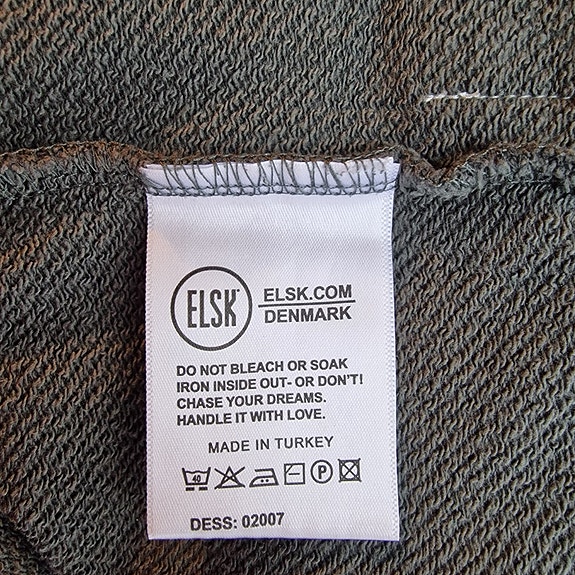 ELSK
ELSK.COM
DENMARK
DO NOT BLEACH OR SOAK
IRON INSIDE OUT- OR DON'T!
CHASE YOUR DREAMS.
HANDLE IT WITH LOVE.
MADE IN TURKEY
40 P
DESS: 02007